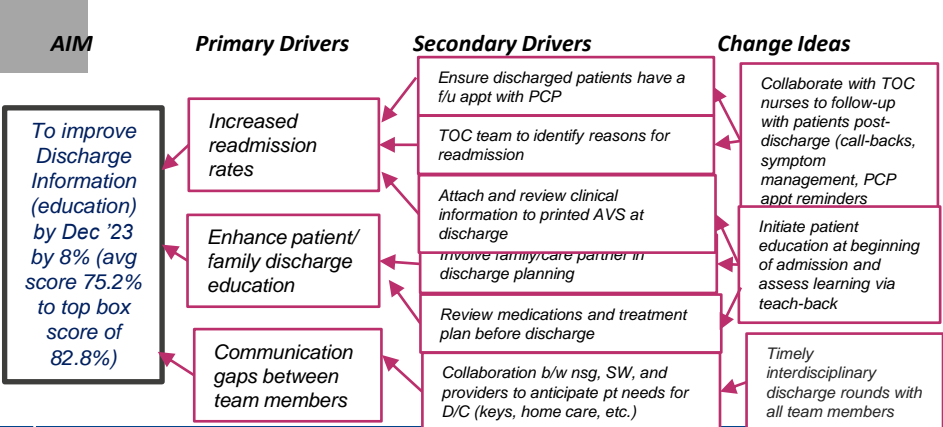 AIM
Primary Drivers
Secondary Drivers
Change Ideas
To improve
Discharge
Information
(education)
by Dec ’23
by 8% (avg
score 75.2%
to top box
score of
82.8%)
Increased
readmission
rates
Enhance patient/
family discharge
education
Communication
gaps between
team members
Ensure discharged patients have a
f/u appt with PCP
TOC team to identify reasons for
readmission
Attach and review clinical
information to printed AVS at
discharge
Involve family/care partner in
discharge planning
Review medications and treatment
plan before discharge
Collaboration b/w nsg, SW, and
providers to anticipate pt needs for
D/C (keys, home care, etc.)
Collaborate with TOC
nurses to follow-up
with patients post-
discharge (call-backs,
symptom
management, PCP
appt reminders
Initiate patient
education at beginning
of admission and
assess learning via
teach-back
Timely
interdisciplinary
discharge rounds with
all team members